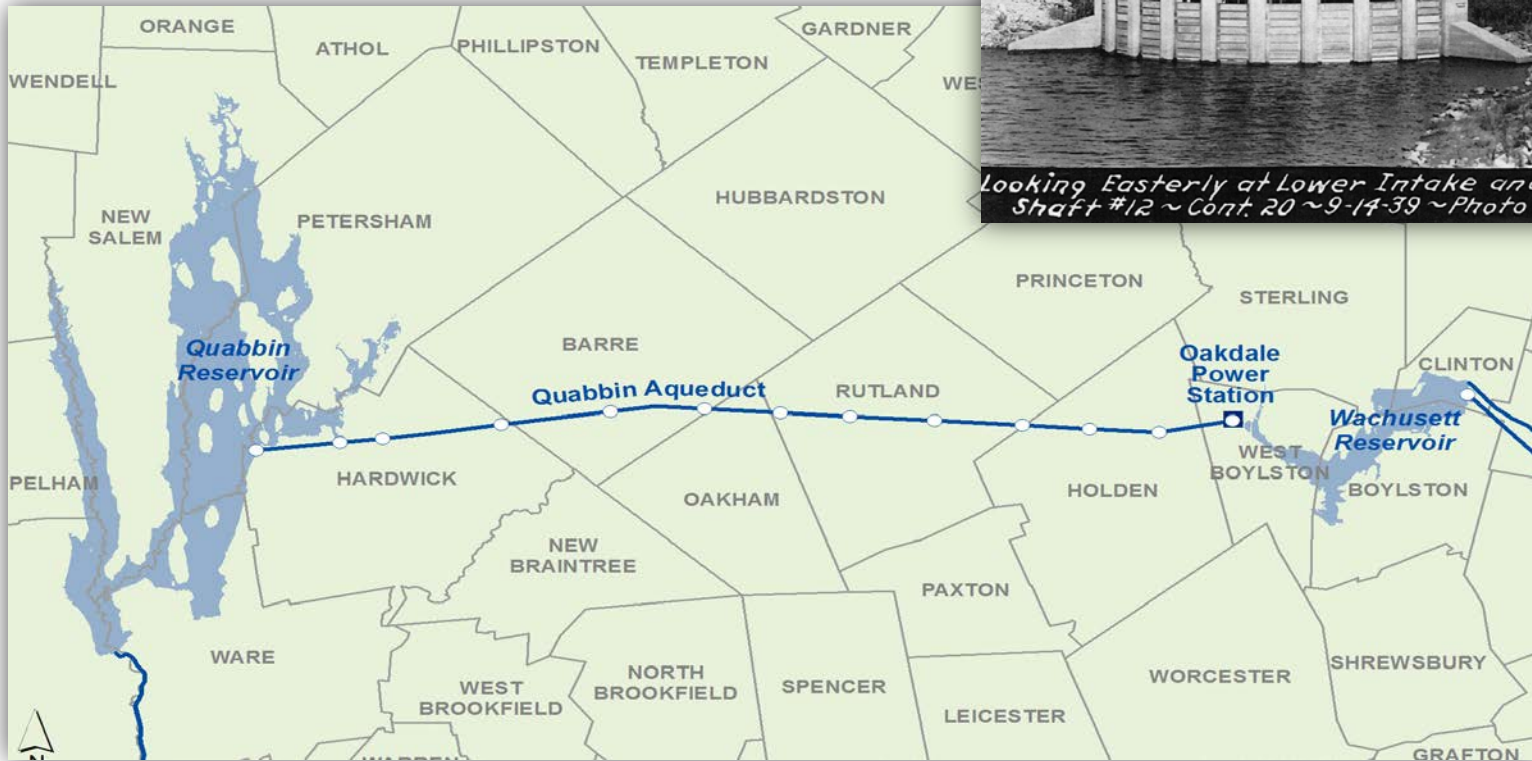 ORANGE
ATHOL
PHILLIPSTON
TEMPLETON
GARDNER
WENDELL
Looking Easterly at Lower Intake
Shaft #12 ~ Cont. 20 ~ 9-14-39 ~ Photo
NEW
SALEM
PETERSHAM
HUBBARDSTON
PRINCETON
STERLING
Quabbin
Reservoir
BARRE
Quabbin Aqueduct
RUTLAND
Oakdale
Power
Station
CLINTON
Wachusett
Reservoir
WEST
BOYLSTON
BOYLSTON
PELHAM
HARDWICK
OAKHAM
HOLDEN
NEW
BRAINTREE
PAXTON
WARE
WEST
BROOKFIELD
NORTH
BROOKFIELD
SPENCER
LEICESTER
WORCESTER
SHREWSBURY
GRAFTON
WARREN
N